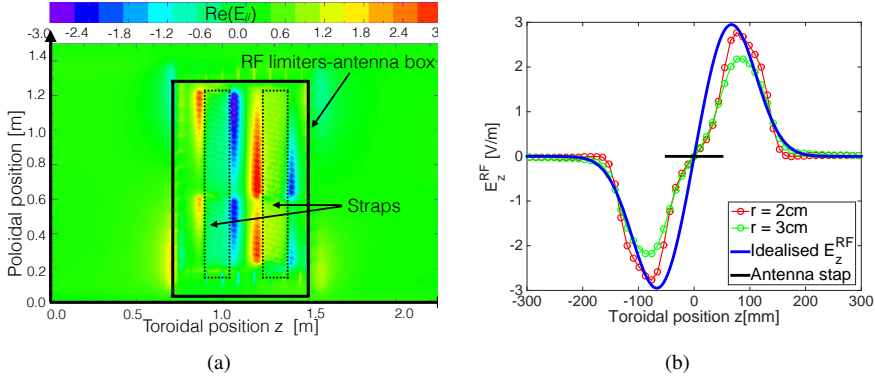 Re(E//)
-3.0 -2.4 -1.8 -1.2 -0.6 0.0 0.6 1.2 1.8 2.4 3
1.4
1.2
1.0
0.8
0.6
0.4
0.2
0.0
Poloidal position [m]
RF limiters-antenna box
Straps
0.0 0.5 1.0 1.5 2.0
Toroidal position z [m]
(a)
3
2
1
0
-1
-2
-3
E_z^RF [V/m]
r = 2cm
r = 3cm
Idealised E_z^RF
Antenna stap
-300 -200 -100 0 100 200 300
Toroidal position z[mm]
(b)